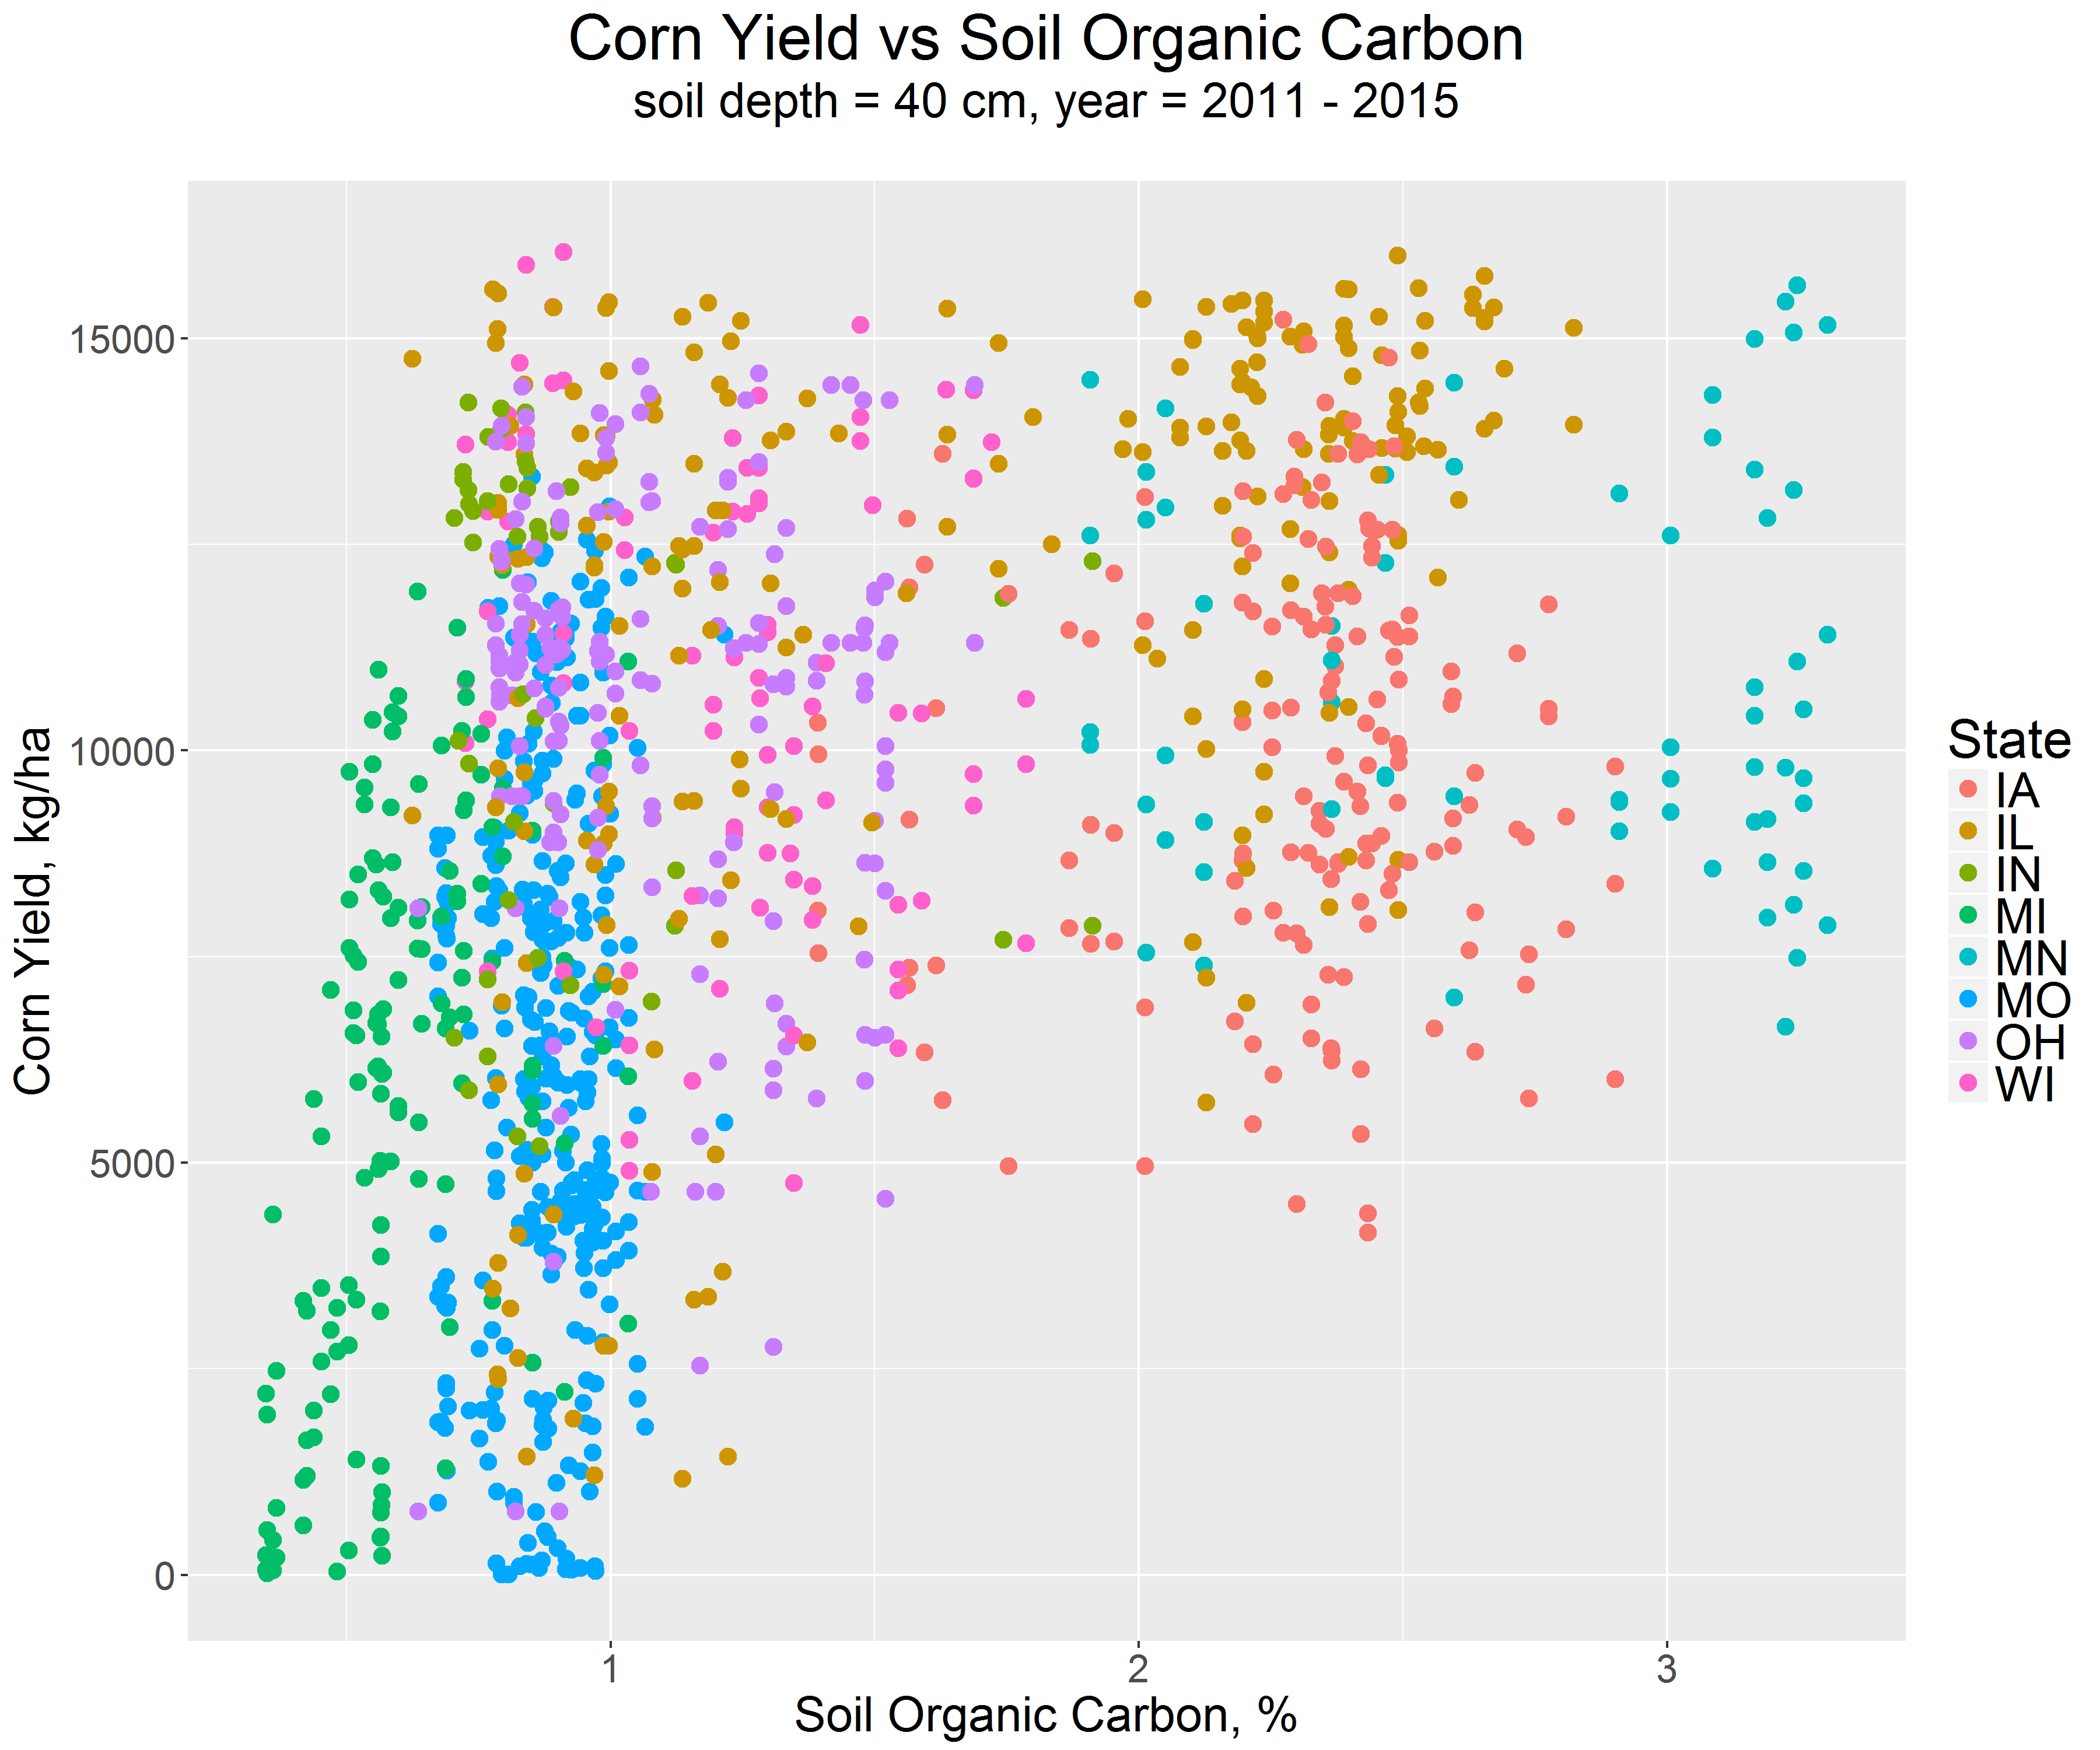 Corn Yield vs Soil Organic Carbon
soil depth = 40 cm, year = 2011 - 2015
Corn Yield, kg/ha
15000
10000
5000
0
1
2
3
Soil Organic Carbon, %
State
IA
IL
IN
MI
MN
MO
OH
WI